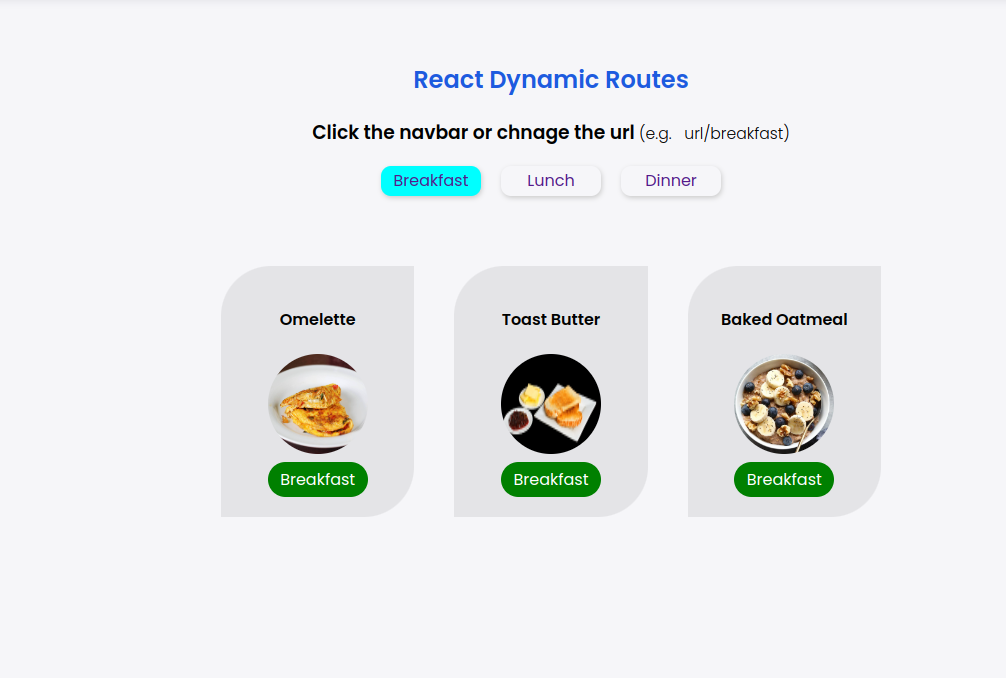 React Dynamic Routes
Click the navbar or chnage the url (e.g. url/breakfast)
Breakfast Lunch Dinner
Omelette Toast Butter Baked Oatmeal
Breakfast Breakfast Breakfast